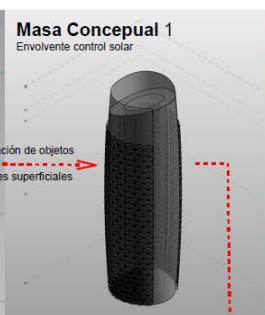 Masa Concepual 1
Envolvente control solar
ción de objetos
es superficiales